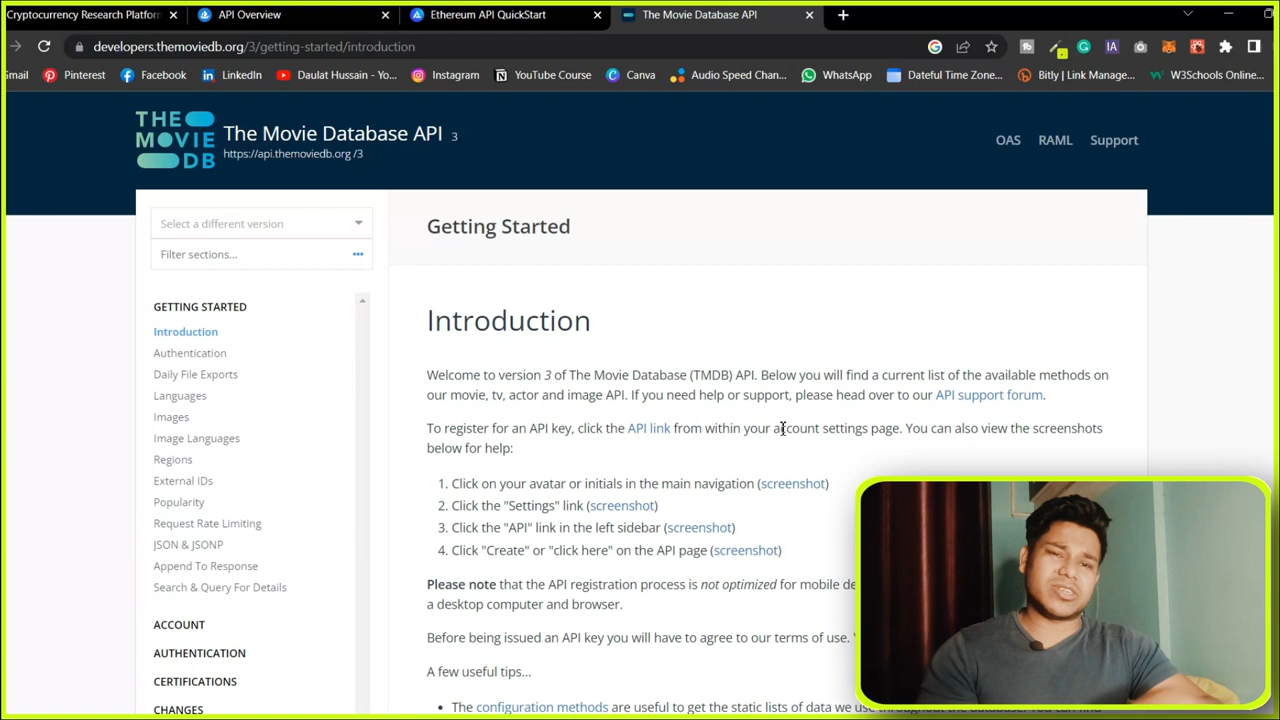 Cryptocurrency Research Platform
API Overview
Ethereum API QuickStart
The Movie Database API
developers.themoviedb.org/3/getting-started/introduction
Gmail
Pinterest
Facebook
LinkedIn
Daulat Hussain - Yo...
Instagram
YouTube Course
Canva
Audio Speed Chan...
WhatsApp
Dateful Time Zone...
Bitly | Link Manage...
W3Schools Online...
THE MOVIE DB
The Movie Database API 3
https://api.themoviedb.org /3
OAS
RAML
Support
Select a different version
Filter sections...
GETTING STARTED
Introduction
Authentication
Daily File Exports
Languages
Images
Image Languages
Regions
External IDs
Popularity
Request Rate Limiting
JSON & JSONP
Append To Response
Search & Query For Details
ACCOUNT
AUTHENTICATION
CERTIFICATIONS
CHANGES
Getting Started
Introduction
Welcome to version 3 of The Movie Database (TMDB) API. Below you will find a current list of the available methods on
our movie, tv, actor and image API. If you need help or support, please head over to our API support forum.
To register for an API key, click the API link from within your account settings page. You can also view the screenshots
below for help:
1. Click on your avatar or initials in the main navigation (screenshot)
2. Click the "Settings" link (screenshot)
3. Click the "API" link in the left sidebar (screenshot)
4. Click "Create" or "click here" on the API page (screenshot)
Please note that the API registration process is not optimized for mobile de
a desktop computer and browser.
Before being issued an API key you will have to agree to our terms of use.
A few useful tips...
• The configuration methods are useful to get the static lists of data we use throughout the database. You can find